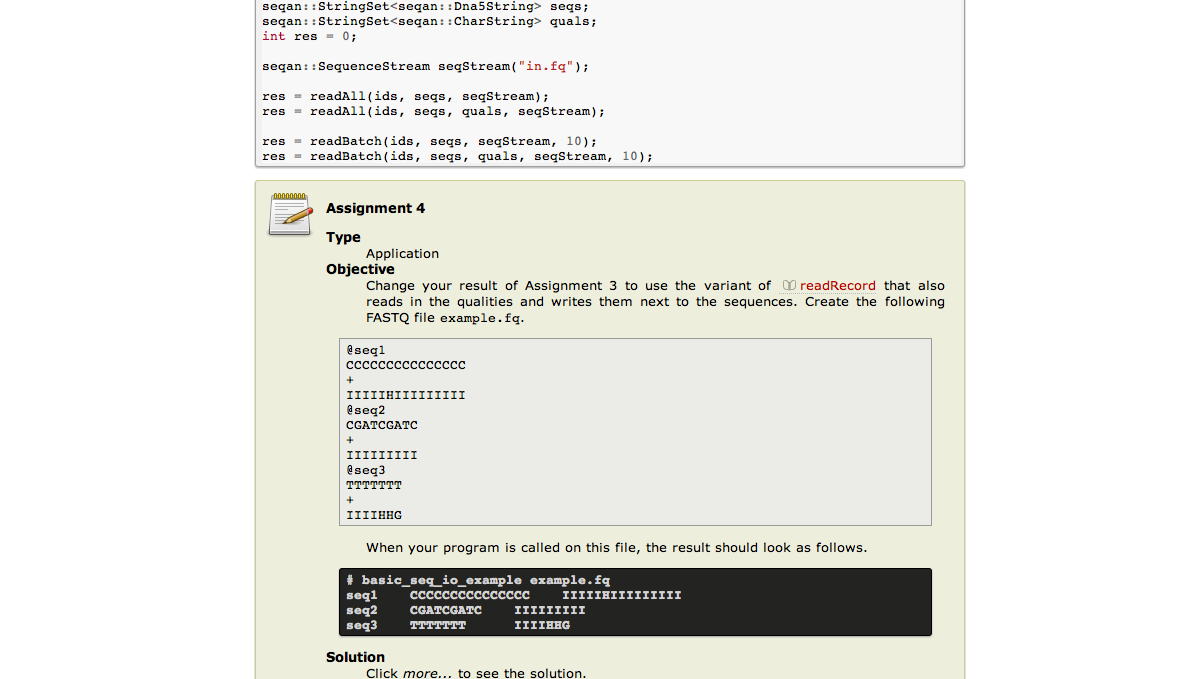 seqan::StringSet<seqan::Dna5String> seqs;
seqan::StringSet<seqan::CharString> quals;
int res = 0;
seqan::SequenceStream seqStream("in.fq");
res = readAll(ids, seqs, seqStream);
res = readAll(ids, seqs, quals, seqStream);
res = readBatch(ids, seqs, seqStream, 10);
res = readBatch(ids, seqs, quals, seqStream, 10);
Assignment 4
Type
Application
Objective
Change your result of Assignment 3 to use the variant of readRecord that also
reads in the qualities and writes them next to the sequences. Create the following
FASTQ file example.fq.
@seq1
CCCCCCCCCCCCCCC
+
IIIIIHIIIIIIIII
@seq2
CGATCGATC
+
IIIIIIIII
@seq3
TTTTTTT
+
IIIIHHG
When your program is called on this file, the result should look as follows.
# basic_seq_io_example example.fq
seq1    CCCCCCCCCCCCCCC    IIIIIHIIIIIIIII
seq2    CGATCGATC    IIIIIIIII
seq3    TTTTTTT      IIIIHHG
Solution
Click more... to see the solution.